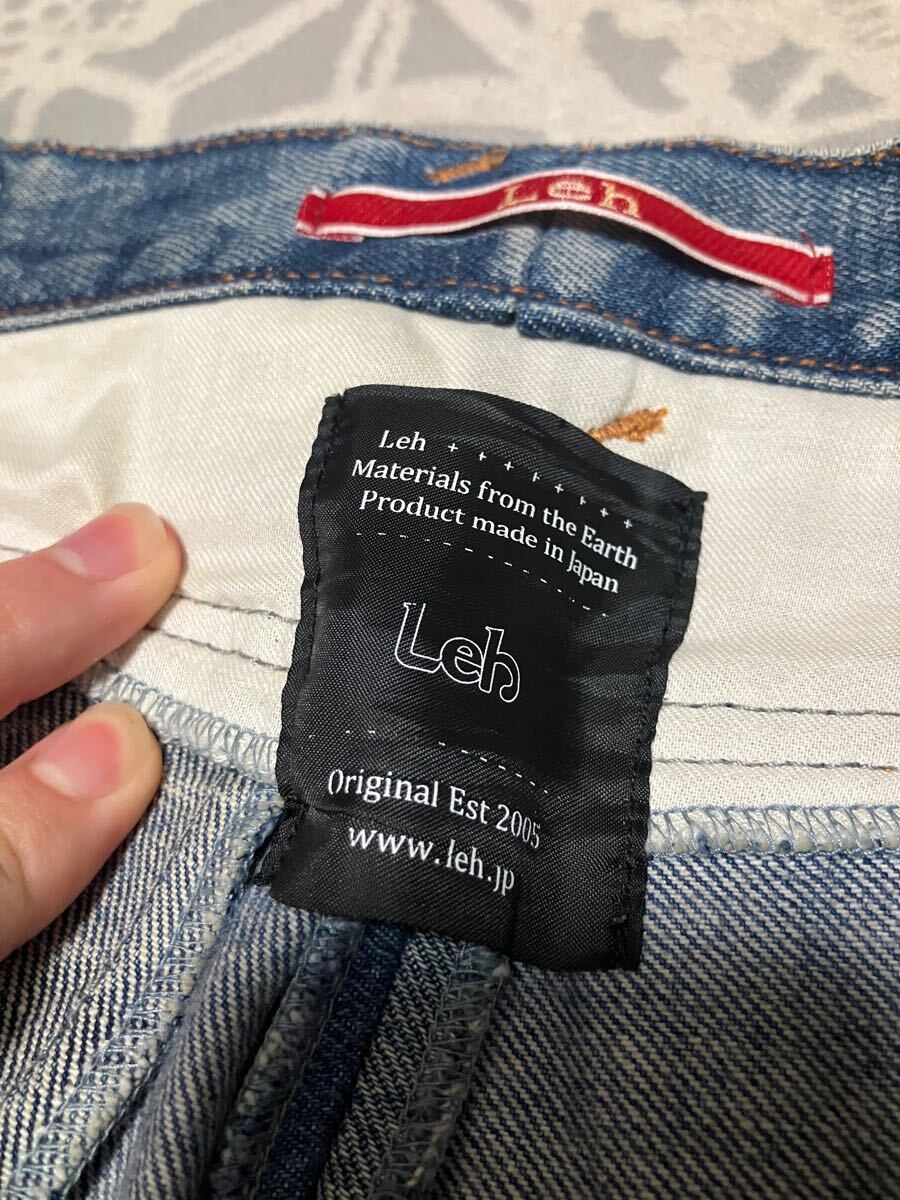 Leh
Leh + + + + + + + +
Materials from the Earth
Product made in Japan
Leh
Original Est 2005
www.leh.jp